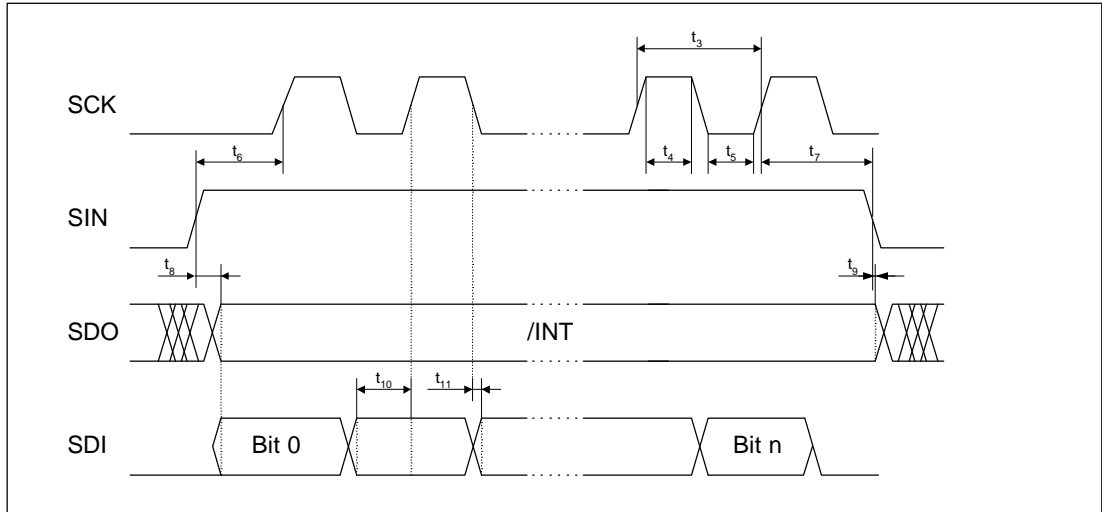 t₃
SCK
t₆
t₄
t₅
t₇
SIN
t₈
t₉
SDO
/INT
t₁₀
t₁₁
SDI
Bit 0
Bit n